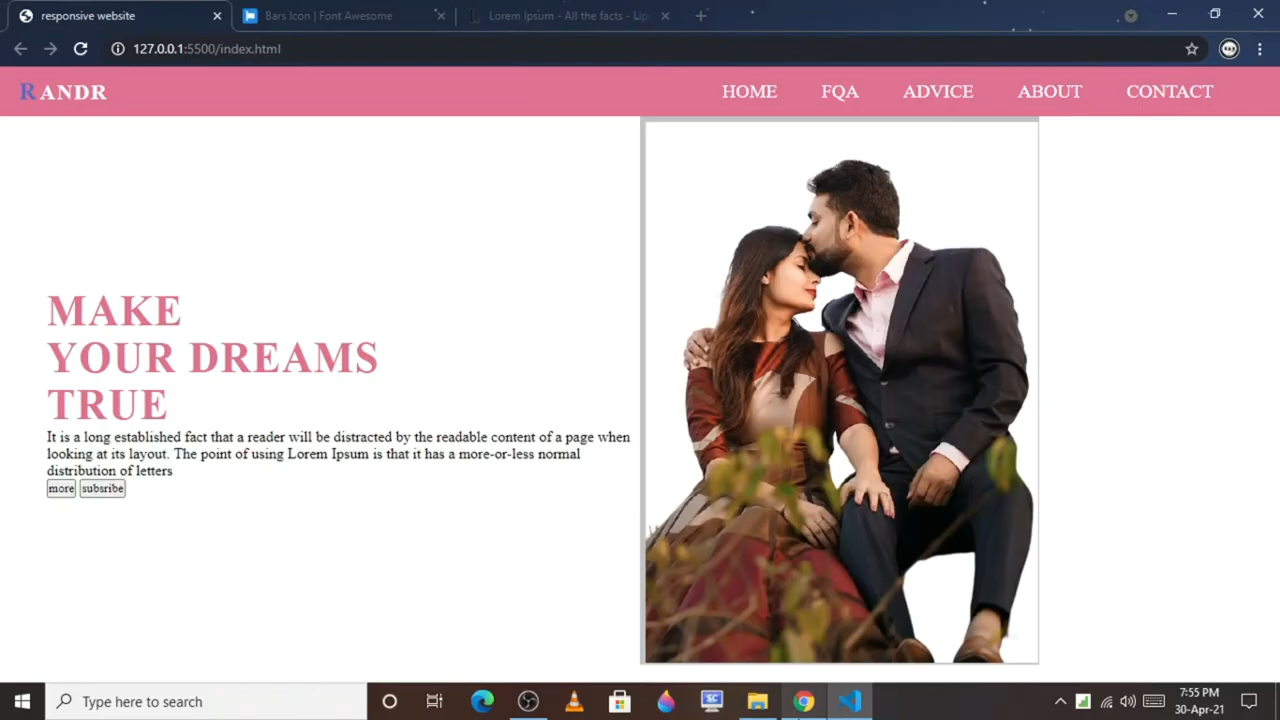 responsive website
Bars Icon | Font Awesome
Lorem Ipsum - All the facts - Lip
127.0.0.1:5500/index.html
RANDR
HOME
FQA
ADVICE
ABOUT
CONTACT
MAKE
YOUR DREAMS
TRUE
It is a long established fact that a reader will be distracted by the readable content of a page when
looking at its layout. The point of using Lorem Ipsum is that it has a more-or-less normal
distribution of letters
more subsribe
Type here to search
SC
7:55 PM
30-Apr-21